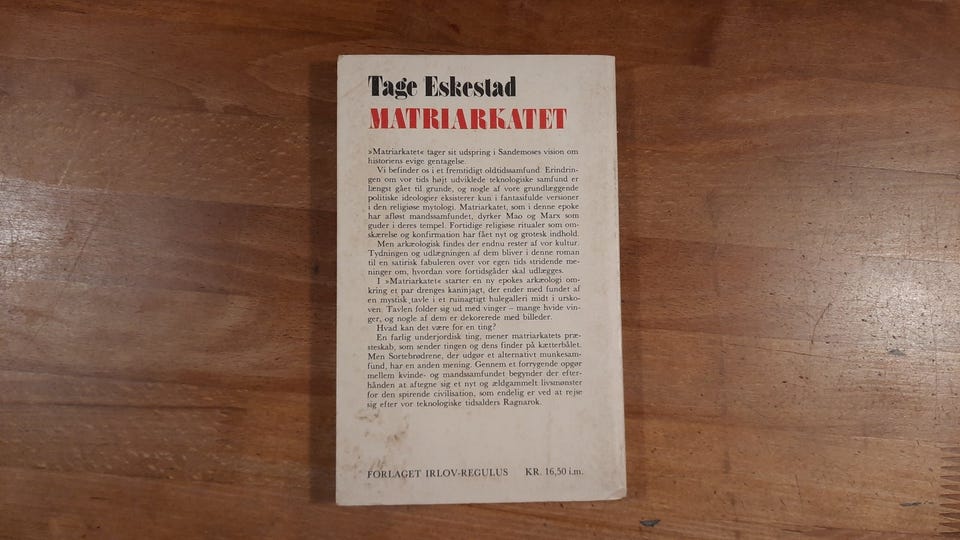 Tage Eskestad
MATRIARKATET
»Matriarkatet« tager sit udspring i Sandemoses vision om
historiens evige gentagelse.
Vi befinder os i et fremtidigt oldtidssamfund. Erindrin-
gen om vor tids højt udviklede teknologiske samfund er
længst gået til grunde, og nogle af vore grundlæggende
politiske ideologier eksisterer kun i fantasifulde versioner
i den religiøse mytologi. Matriarkatet, som i denne epoke
har afløst mandssamfundet, dyrker Mao og Marx som
guder i deres tempel. Fortidige religiøse ritualer som om-
skærelse og konfirmation har fået nyt og grotesk indhold.
Men arkæologisk findes der endnu rester af vor kultur.
Tydningen og udlægningen af dem bliver i denne roman
til en satirisk fabuleren over vor egen tids stridende me-
ninger om, hvordan vore fortidsgåder skal udlægges.
I »Matriarkatet« starter en ny epokes arkæologi om-
kring et par drenges kaninjagt, der ender med fundet af
en mystisk tavle i et ruinagtigt hulegalleri midt i ursko-
ven. Tavlen folder sig ud med vinger – mange hvide vin-
ger, og nogle af dem er dekorerede med billeder.
Hvad kan det være for en ting?
En farlig underjordisk ting, mener matriarkatets præ-
steskab, som sender tingen og dens finder på kætterbålet.
Men Sortebrødrene, der udgør et alternativt munkesam-
fund, har en anden mening. Gennem et forrygende opgør
mellem kvinde- og mandssamfundet begynder der efter-
hånden at aftegne sig et nyt og ældgammelt livsmønster
for den spirende civilisation, som endelig er ved at rejse
sig efter vor teknologiske tidsalders Ragnarok.
FORLAGET IRLOV-REGULUS KR. 16,50 i.m.